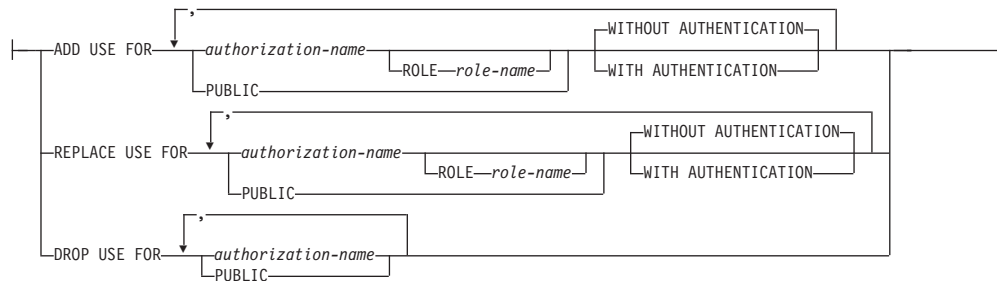 ,
WITHOUT AUTHENTICATION
ADD USE FOR authorization-name
ROLE role-name WITH AUTHENTICATION
PUBLIC
,
WITHOUT AUTHENTICATION
REPLACE USE FOR authorization-name
ROLE role-name WITH AUTHENTICATION
PUBLIC
,
DROP USE FOR authorization-name
PUBLIC